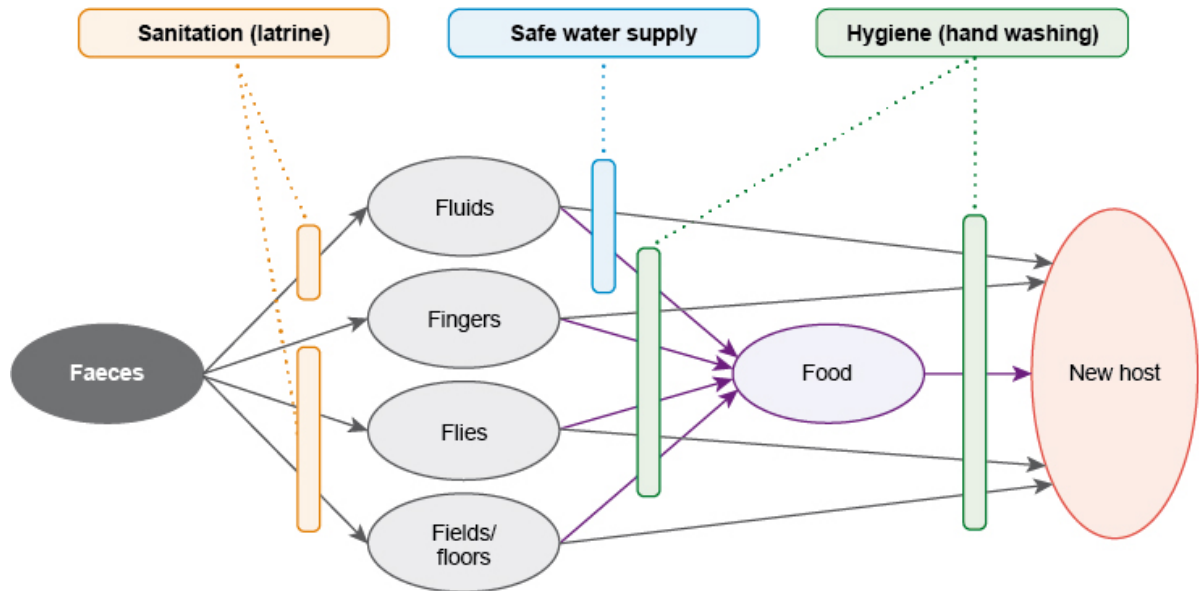 Sanitation (latrine)
Safe water supply
Hygiene (hand washing)
Fluids
Fingers
Faeces
Food
New host
Flies
Fields/
floors